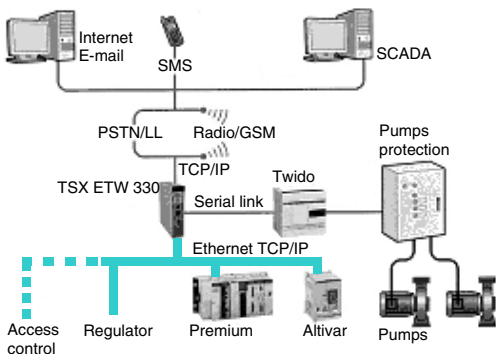 Internet
E-mail
SMS
SCADA
PSTN/LL
Radio/GSM
Pumps
protection
TCP/IP
Twido
TSX ETW 330
Serial link
Ethernet TCP/IP
Access
control
Regulator
Premium
Altivar
Pumps